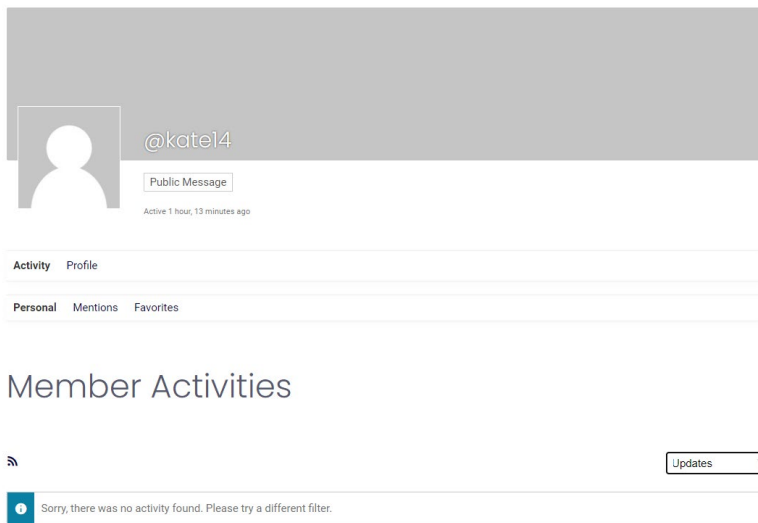 @kate14
Public Message
Active 1 hour, 13 minutes ago
Activity Profile
Personal Mentions Favorites
Member Activities
Updates
Sorry, there was no activity found. Please try a different filter.